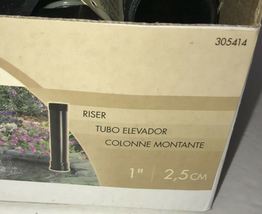 305414
RISER
TUBO ELEVADOR
COLONNE MONTANTE
1" | 2,5 CM